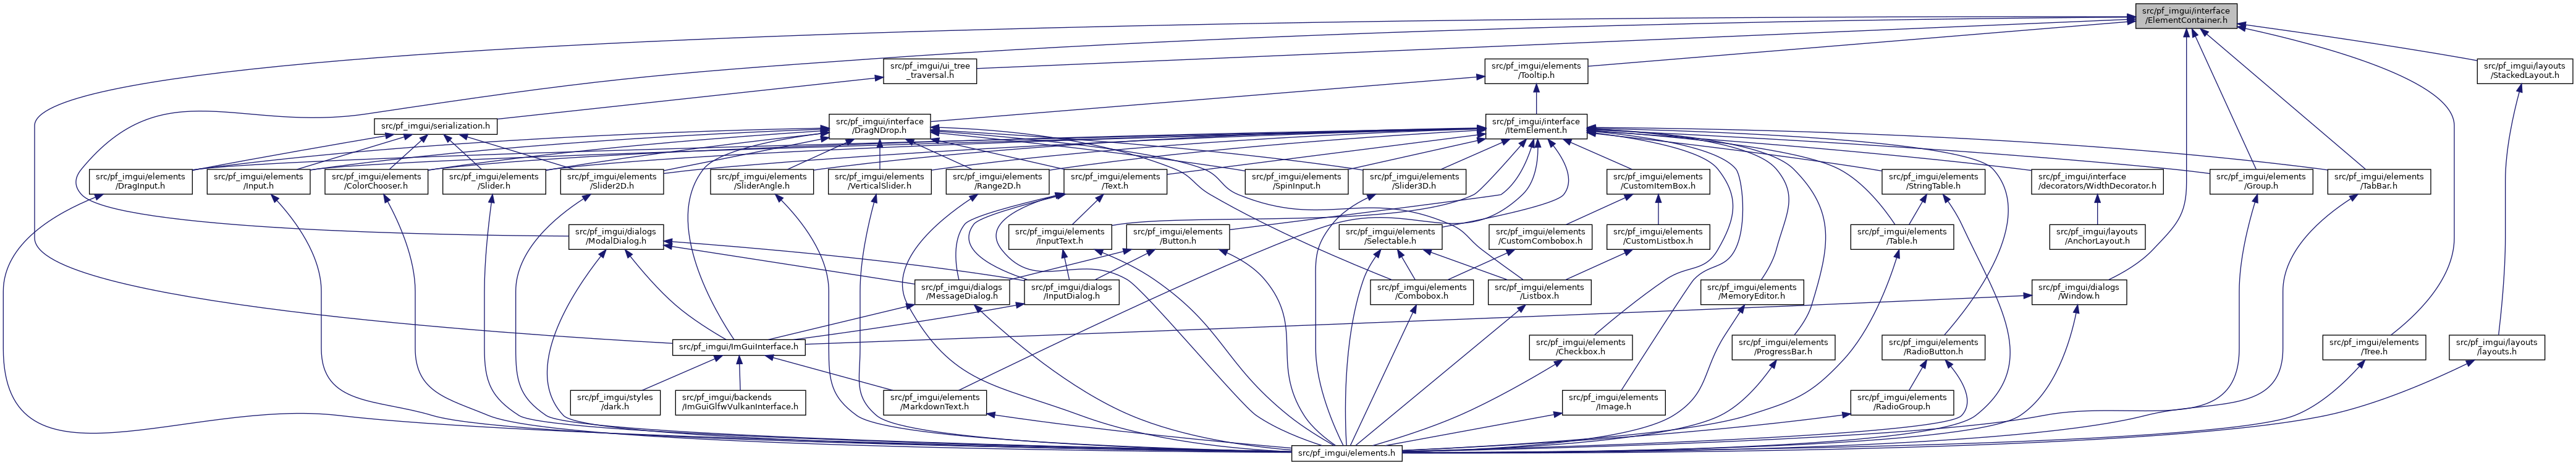 src/pf_imgui/interface
/ElementContainer.h
src/pf_imgui/ui_tree
_traversal.h
src/pf_imgui/elements
/Tooltip.h
src/pf_imgui/layouts
/StackedLayout.h
src/pf_imgui/serialization.h
src/pf_imgui/interface
/DragNDrop.h
src/pf_imgui/interface
/ItemElement.h
src/pf_imgui/elements
/DragInput.h
src/pf_imgui/elements
/Input.h
src/pf_imgui/elements
/ColorChooser.h
src/pf_imgui/elements
/Slider.h
src/pf_imgui/elements
/Slider2D.h
src/pf_imgui/elements
/SliderAngle.h
src/pf_imgui/elements
/VerticalSlider.h
src/pf_imgui/elements
/Range2D.h
src/pf_imgui/elements
/Text.h
src/pf_imgui/elements
/SpinInput.h
src/pf_imgui/elements
/Slider3D.h
src/pf_imgui/elements
/CustomItemBox.h
src/pf_imgui/elements
/StringTable.h
src/pf_imgui/interface
/decorators/WidthDecorator.h
src/pf_imgui/elements
/Group.h
src/pf_imgui/elements
/TabBar.h
src/pf_imgui/dialogs
/ModalDialog.h
src/pf_imgui/elements
/InputText.h
src/pf_imgui/elements
/Button.h
src/pf_imgui/elements
/Selectable.h
src/pf_imgui/elements
/CustomCombobox.h
src/pf_imgui/elements
/CustomListbox.h
src/pf_imgui/elements
/Table.h
src/pf_imgui/layouts
/AnchorLayout.h
src/pf_imgui/dialogs
/MessageDialog.h
src/pf_imgui/dialogs
/InputDialog.h
src/pf_imgui/elements
/Combobox.h
src/pf_imgui/elements
/Listbox.h
src/pf_imgui/elements
/MemoryEditor.h
src/pf_imgui/dialogs
/Window.h
src/pf_imgui/ImGuiInterface.h
src/pf_imgui/elements
/Checkbox.h
src/pf_imgui/elements
/ProgressBar.h
src/pf_imgui/elements
/RadioButton.h
src/pf_imgui/elements
/Tree.h
src/pf_imgui/layouts
/layouts.h
src/pf_imgui/styles
/dark.h
src/pf_imgui/backends
/ImGuiGlfwVulkanInterface.h
src/pf_imgui/elements
/MarkdownText.h
src/pf_imgui/elements
/Image.h
src/pf_imgui/elements
/RadioGroup.h
src/pf_imgui/elements.h